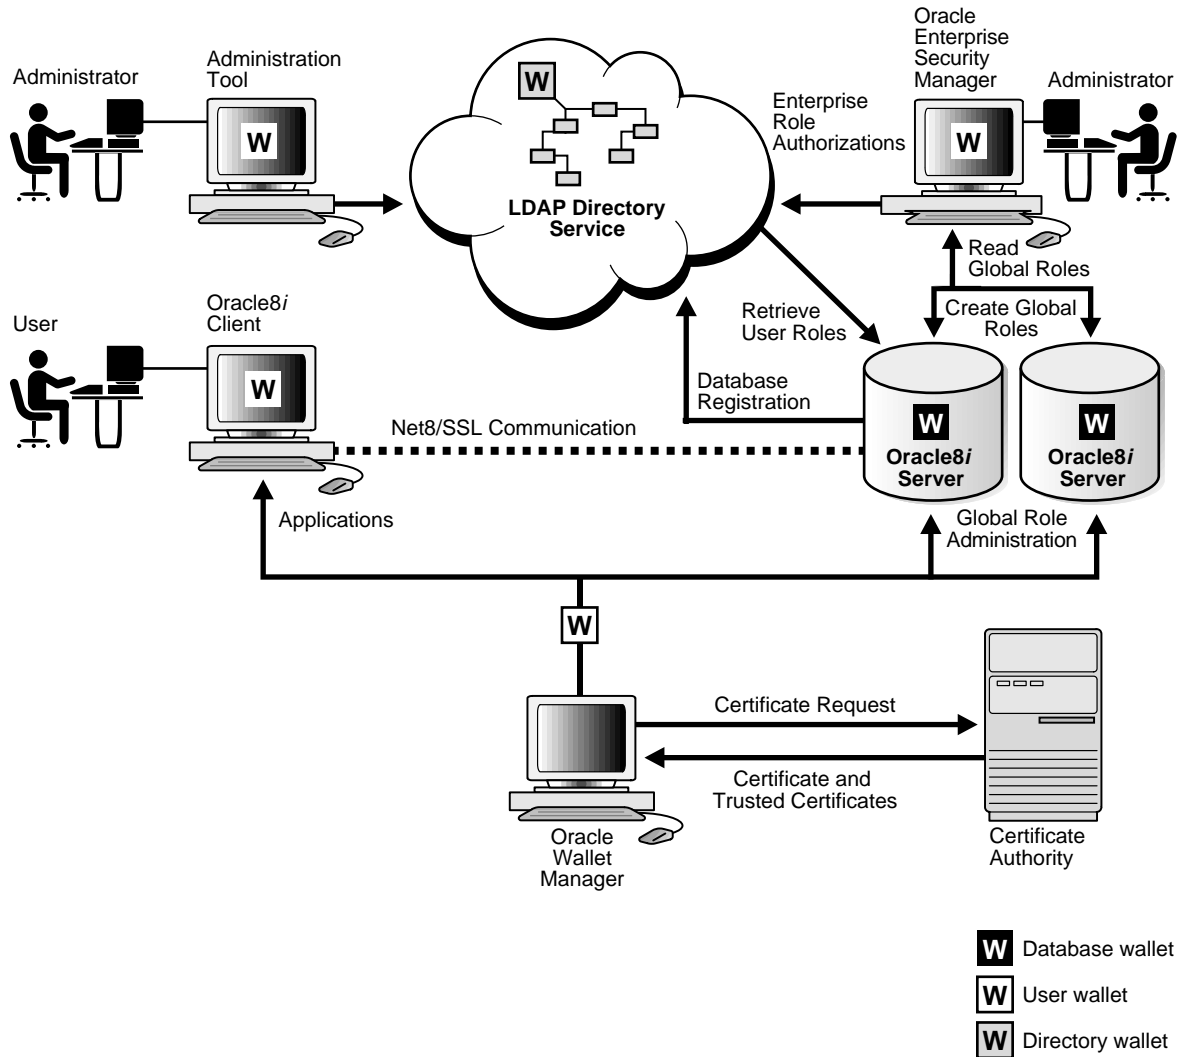 Administrator
Administration
Tool
W
W
LDAP Directory
Service
Enterprise
Role
Authorizations
Oracle
Enterprise
Security
Manager
Administrator
W
Read
Global Roles
Create Global
Roles
Retrieve
User Roles
Database
Registration
User
Oracle8i
Client
W
Net8/SSL Communication
W
Oracle8i
Server
W
Oracle8i
Server
Applications
Global Role
Administration
W
Certificate Request
Certificate and
Trusted Certificates
Oracle
Wallet
Manager
Certificate
Authority
W Database wallet
W User wallet
W Directory wallet